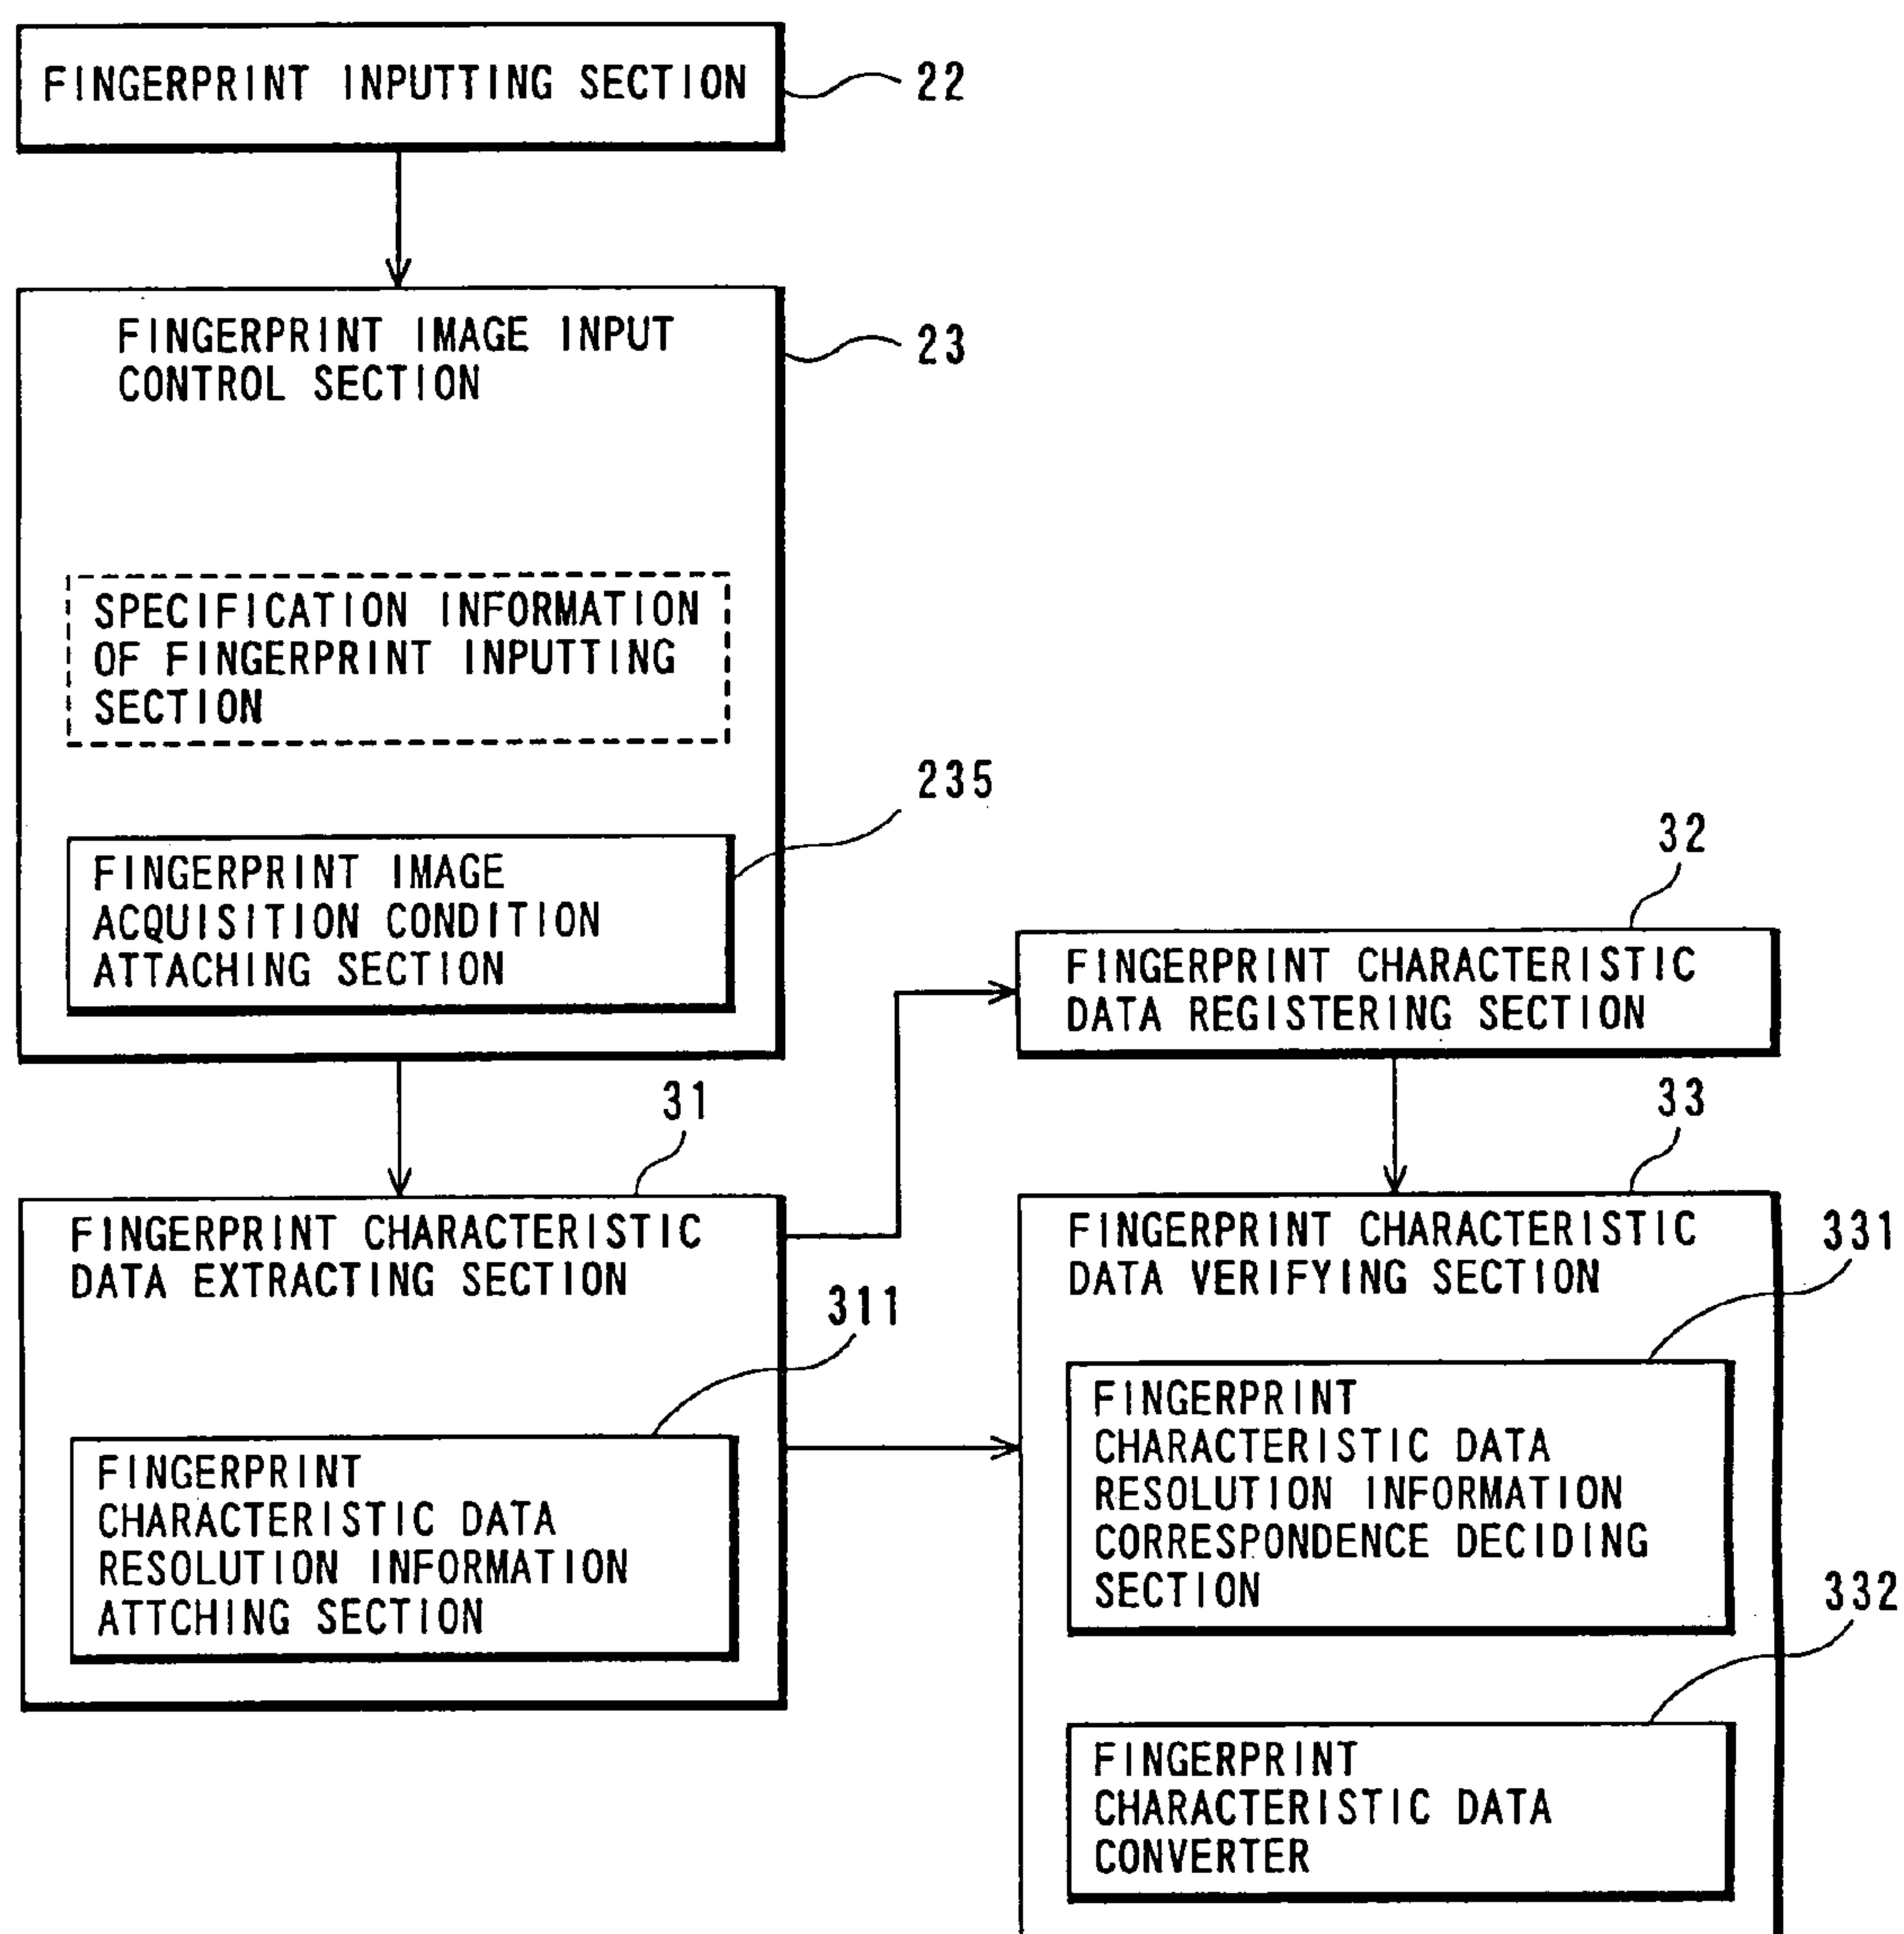 FINGERPRINT INPUTTING SECTION
22
FINGERPRINT IMAGE INPUT
CONTROL SECTION
23
SPECIFICATION INFORMATION
OF FINGERPRINT INPUTTING
SECTION
235
FINGERPRINT IMAGE
ACQUISITION CONDITION
ATTACHING SECTION
32
FINGERPRINT CHARACTERISTIC
DATA REGISTERING SECTION
31
FINGERPRINT CHARACTERISTIC
DATA EXTRACTING SECTION
311
FINGERPRINT
CHARACTERISTIC DATA
RESOLUTION INFORMATION
ATTCHING SECTION
33
FINGERPRINT CHARACTERISTIC
DATA VERIFYING SECTION
331
FINGERPRINT
CHARACTERISTIC DATA
RESOLUTION INFORMATION
CORRESPONDENCE DECIDING
SECTION
332
FINGERPRINT
CHARACTERISTIC DATA
CONVERTER